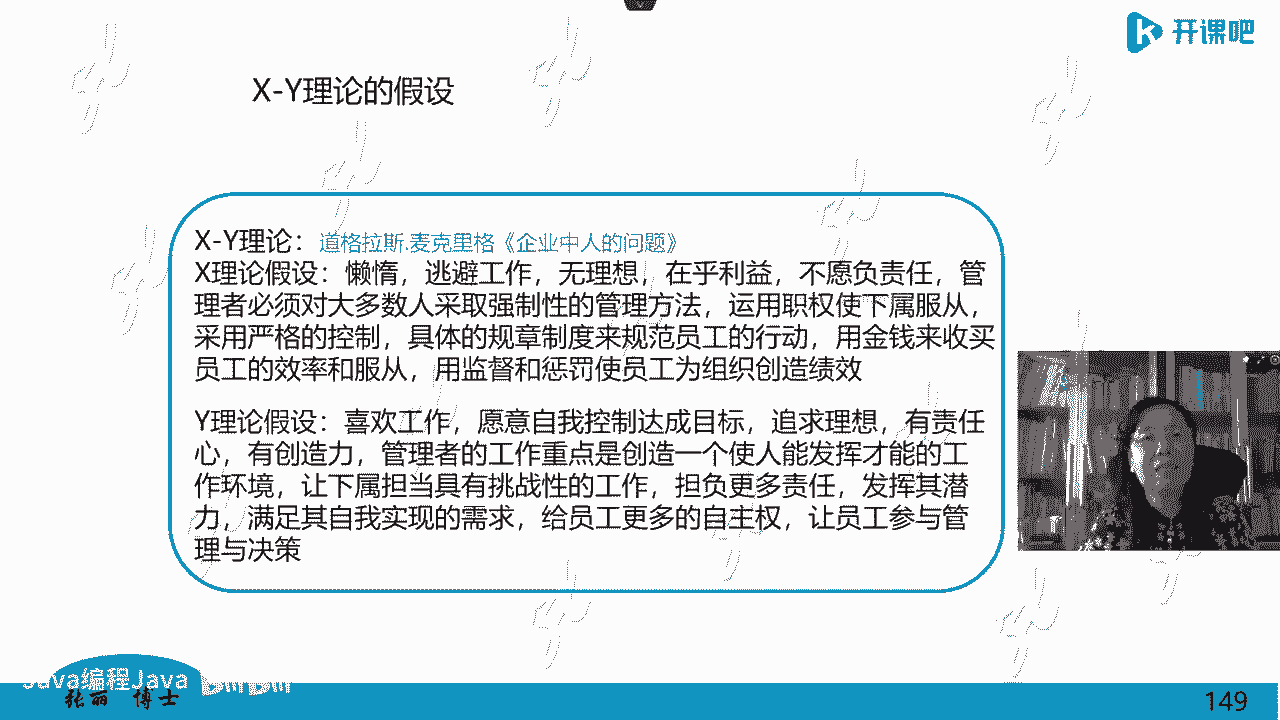 开课吧
X-Y理论的假设
X-Y理论：道格拉斯.麦克里格《企业中人的问题》
X理论假设：懒惰，逃避工作，无理想，在乎利益，不愿负责任，管
理者必须对大多数人采取强制性的管理方法，运用职权使下属服从，
采用严格的控制，具体的规章制度来规范员工的行动，用金钱来收买
员工的效率和服从，用监督和惩罚使员工为组织创造绩效
Y理论假设：喜欢工作，愿意自我控制达成目标，追求理想，有责任
心，有创造力，管理者的工作重点是创造一个使人能发挥才能的工
作环境，让下属担当具有挑战性的工作，担负更多责任，发挥其潜
力，满足其自我实现的需求，给员工更多的自主权，让员工参与管
理与决策
Java编程Java
张丽 博士
149